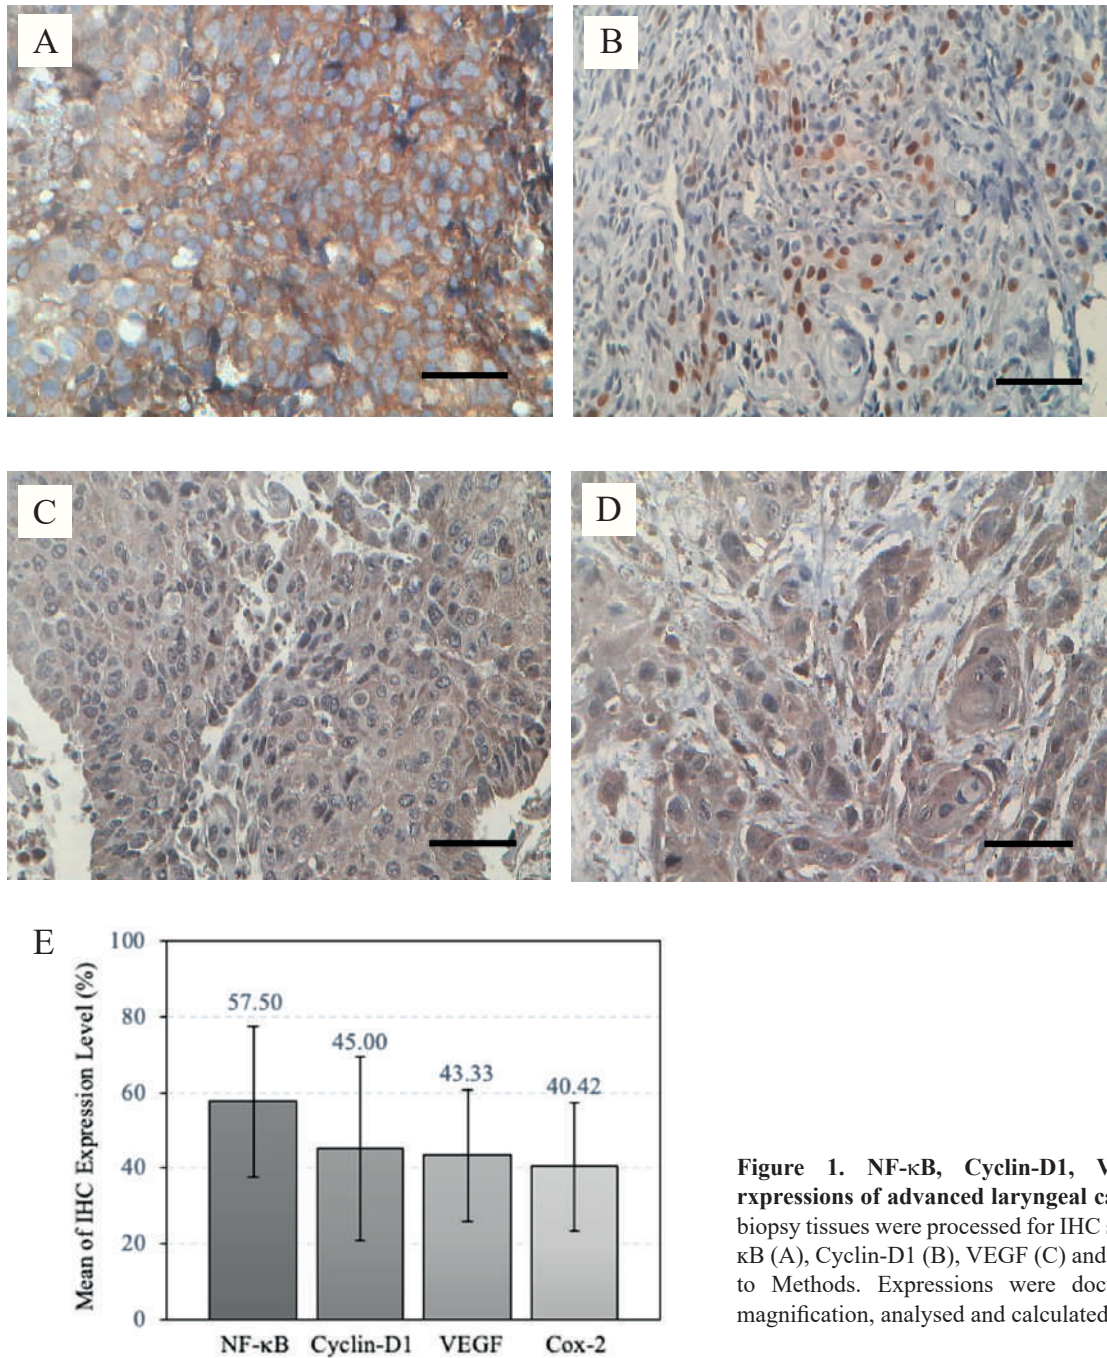 A
B
C
D
E
Mean of IHC Expression Level (%)
100
80
60
40
20
0
57.50
45.00
43.33
40.42
NF-κB
Cyclin-D1
VEGF
Cox-2
Figure 1. NF-κB, Cyclin-D1, V
rxpressions of advanced laryngeal ca
biopsy tissues were processed for IHC
κB (A), Cyclin-D1 (B), VEGF (C) and
to Methods. Expressions were doc
magnification, analysed and calculated